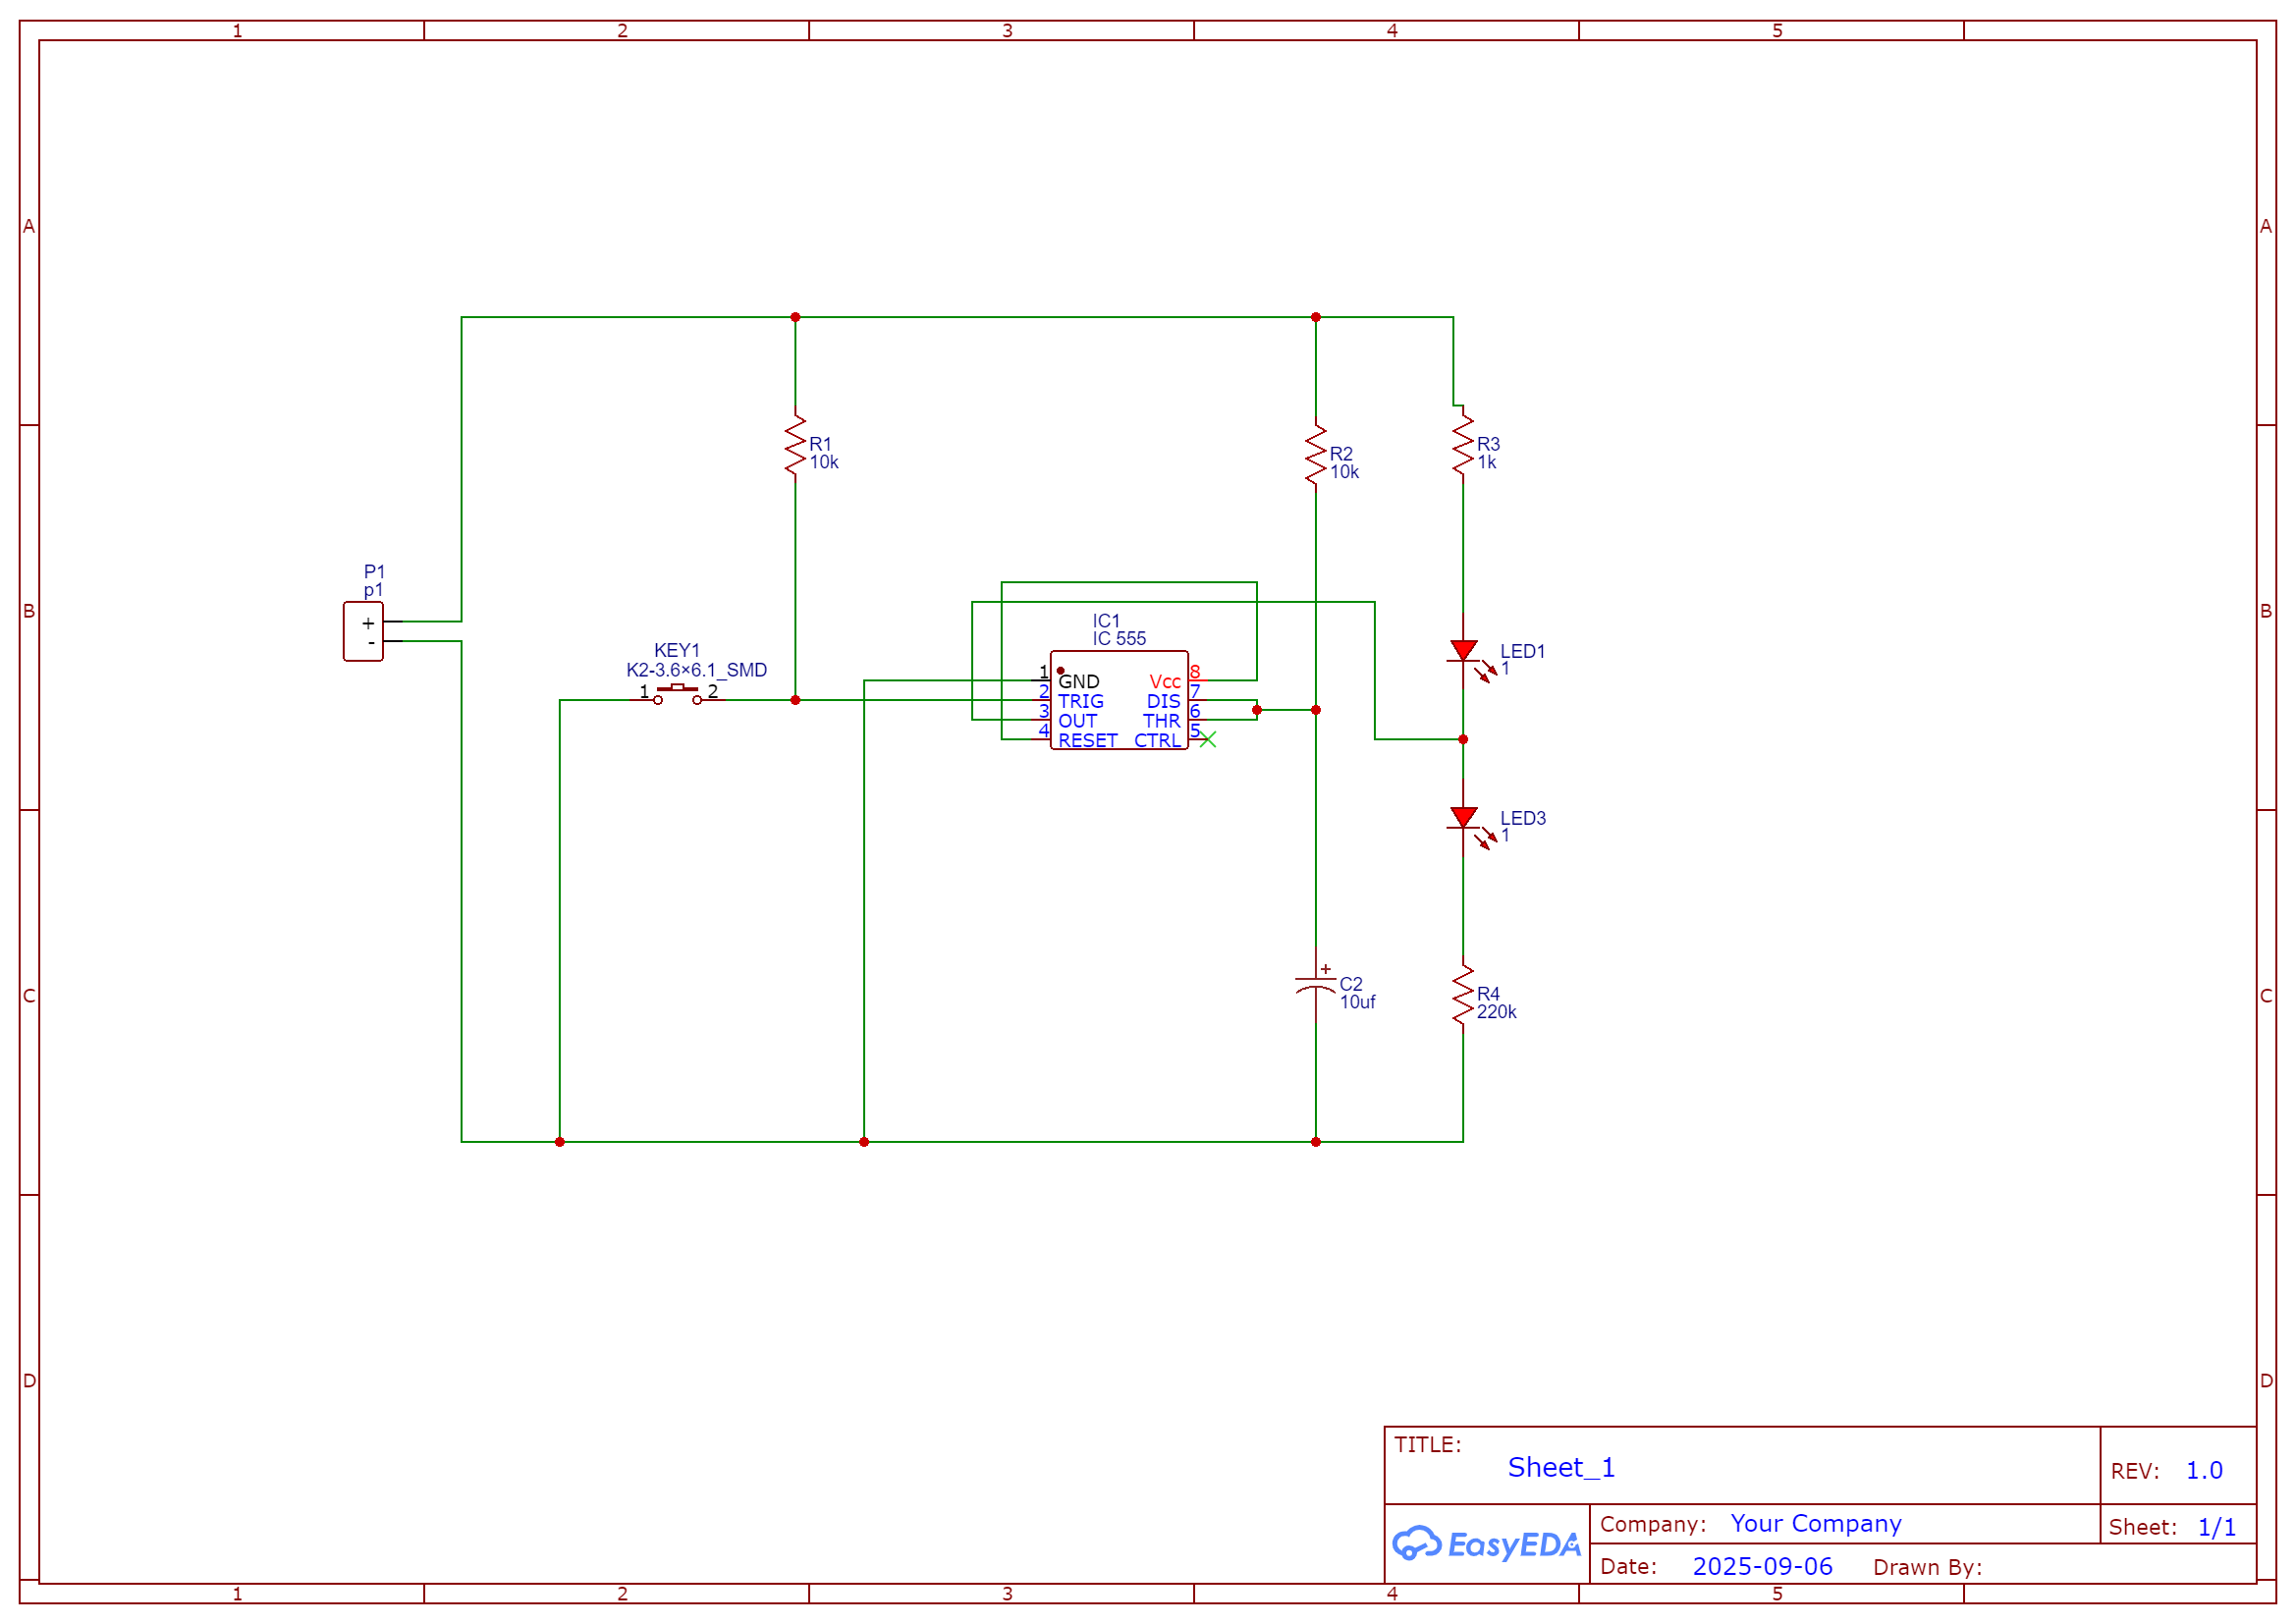 1 2 3 4 5
A A
R1
10k
R2
10k
R3
1k
P1
p1
+
-
B B
KEY1
K2-3.6×6.1_SMD
1 2
IC1
IC 555
1 GND Vcc 8
2 TRIG DIS 7
3 OUT THR 6
4 RESET CTRL 5
LED1
1
LED3
1
+
C2
10uf
R4
220k
C C
D D
TITLE:
Sheet_1
REV: 1.0
EasyEDA
Company: Your Company
Sheet: 1/1
Date: 2025-09-06 Drawn By:
1 2 3 4 5